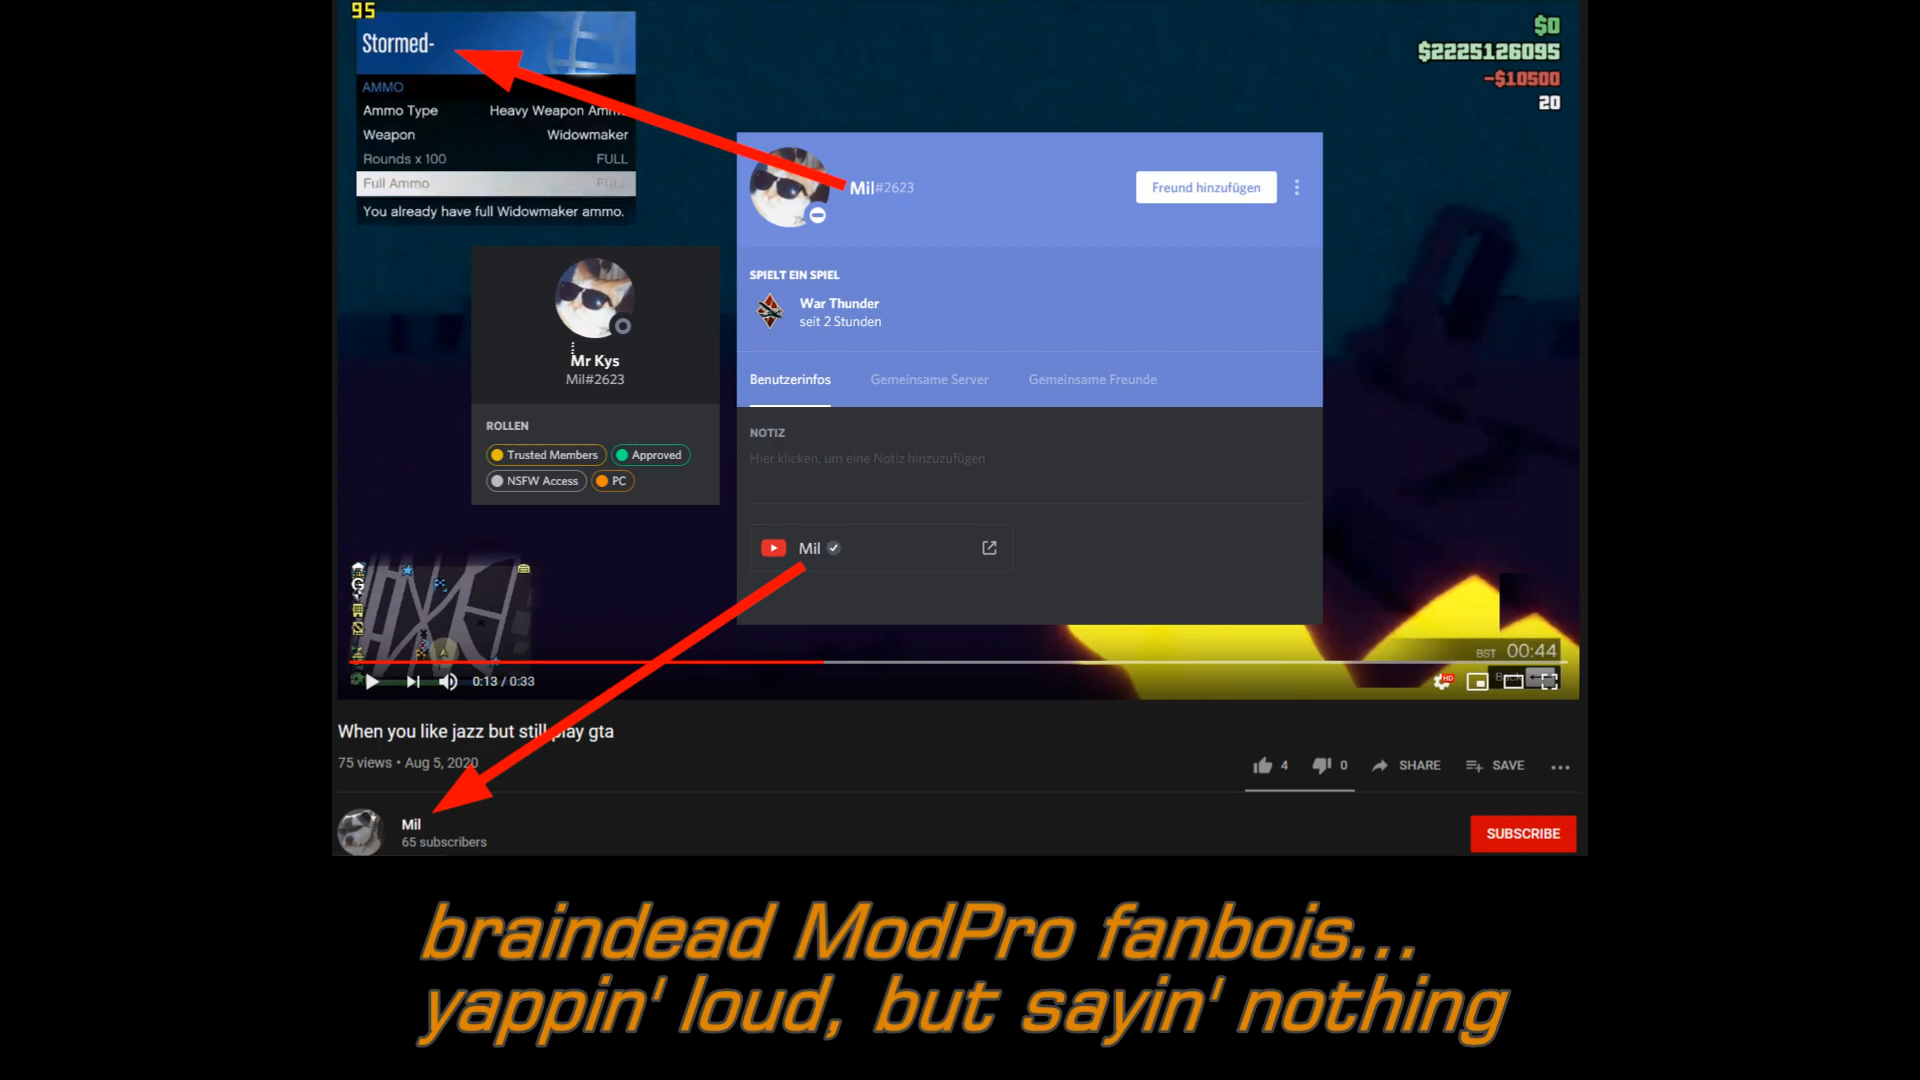 95
Stormed-
$0
$2225126095
-$10500
20
AMMO
Ammo Type Heavy Weapon Amm
Weapon Widowmaker
Rounds x 100 FULL
Full Ammo FULL
You already have full Widowmaker ammo.
Mil#2623
Freund hinzufügen
SPIELT EIN SPIEL
War Thunder
seit 2 Stunden
Mr Kys
Mil#2623
ROLLEN
Trusted Members Approved
NSFW Access PC
Benutzerinfos Gemeinsame Server Gemeinsame Freunde
NOTIZ
Hier klicken, um eine Notiz hinzuzufügen
Mil
BST 00:44
0:13 / 0:33
HD
When you like jazz but still play gta
75 views • Aug 5, 2020
4 0 SHARE SAVE
Mil
65 subscribers
SUBSCRIBE
braindead ModPro fanbois...
yappin' loud, but sayin' nothing